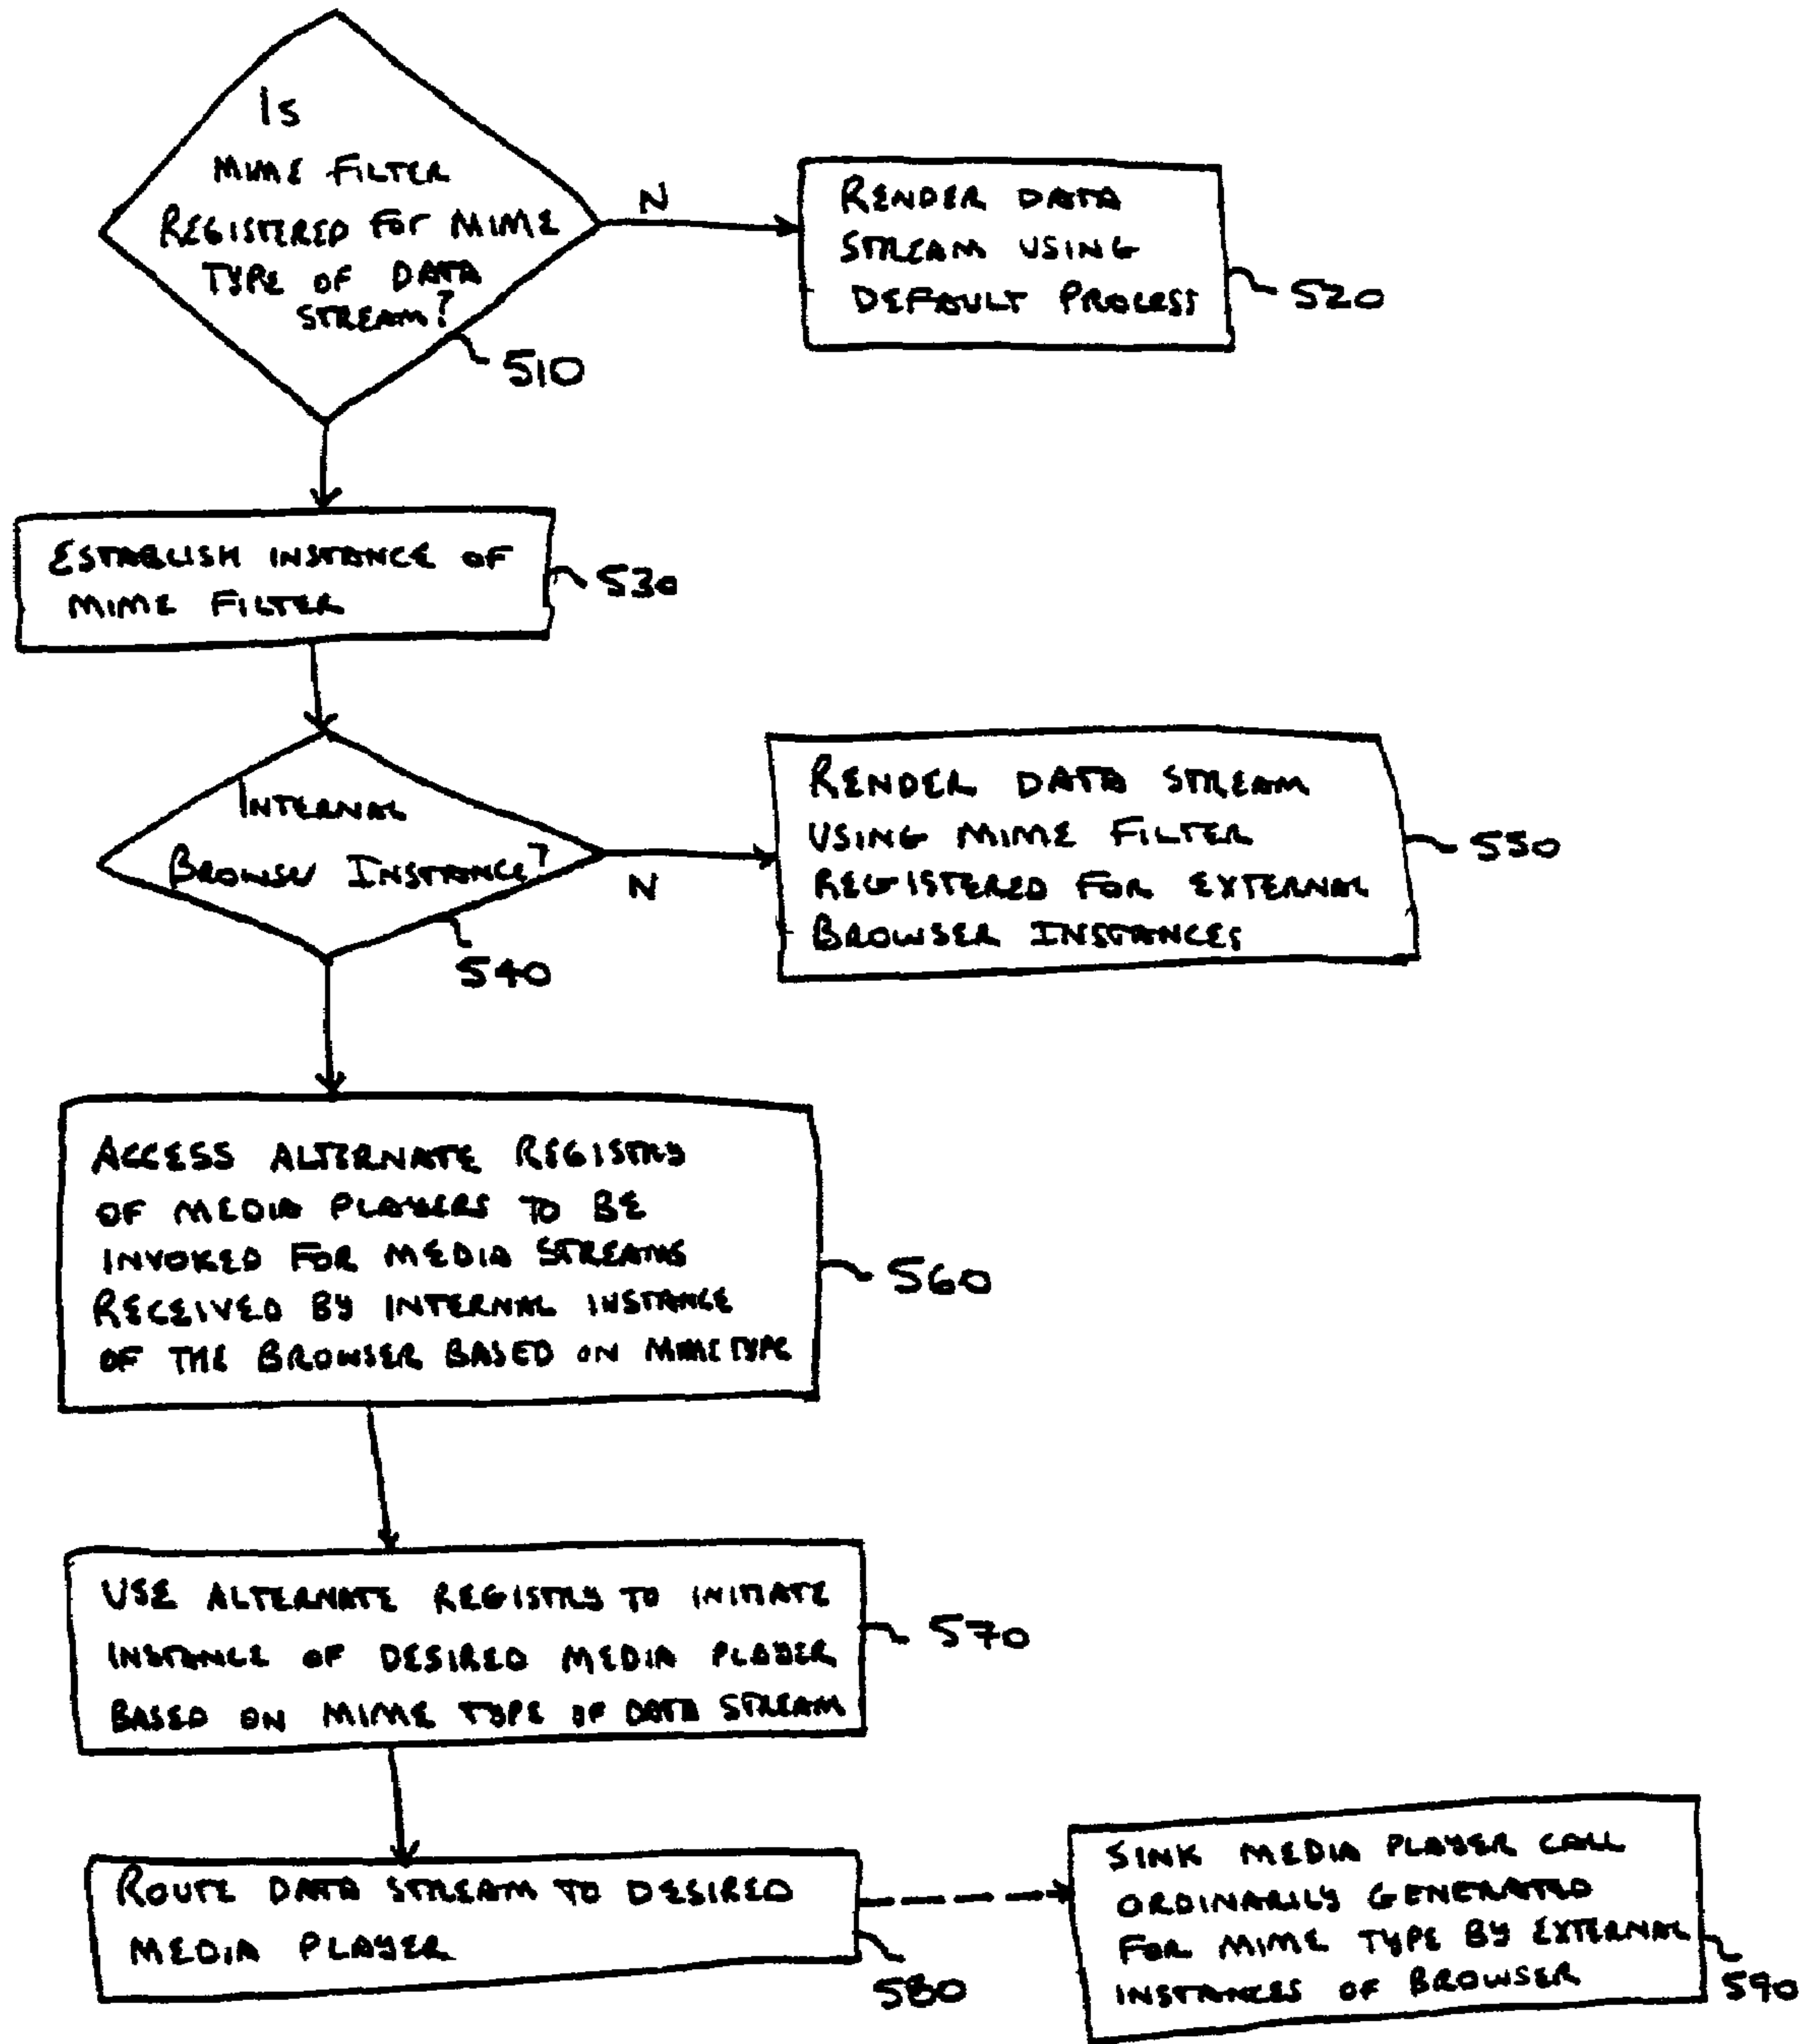 Is
MIME FILTER
REGISTERED FOR MIME
TYPE OF DATA
STREAM?
510
N
RENDER DATA
STREAM USING
DEFAULT PROCESS
520
ESTABLISH INSTANCE OF
MIME FILTER
530
INTERNAL
BROWSER INSTANCE?
540
N
RENDER DATA STREAM
USING MIME FILTER
REGISTERED FOR EXTERNAL
BROWSER INSTANCES
550
ACCESS ALTERNATE REGISTRY
OF MEDIA PLAYERS TO BE
INVOKED FOR MEDIA STREAMS
RECEIVED BY INTERNAL INSTANCE
OF THE BROWSER BASED ON MIME TYPE
560
USE ALTERNATE REGISTRY TO INITIATE
INSTANCE OF DESIRED MEDIA PLAYER
BASED ON MIME TYPE OF DATA STREAM
570
ROUTE DATA STREAM TO DESIRED
MEDIA PLAYER
580
SINK MEDIA PLAYER CALL
ORDINARILY GENERATED
FOR MIME TYPE BY EXTERNAL
INSTANCES OF BROWSER
590